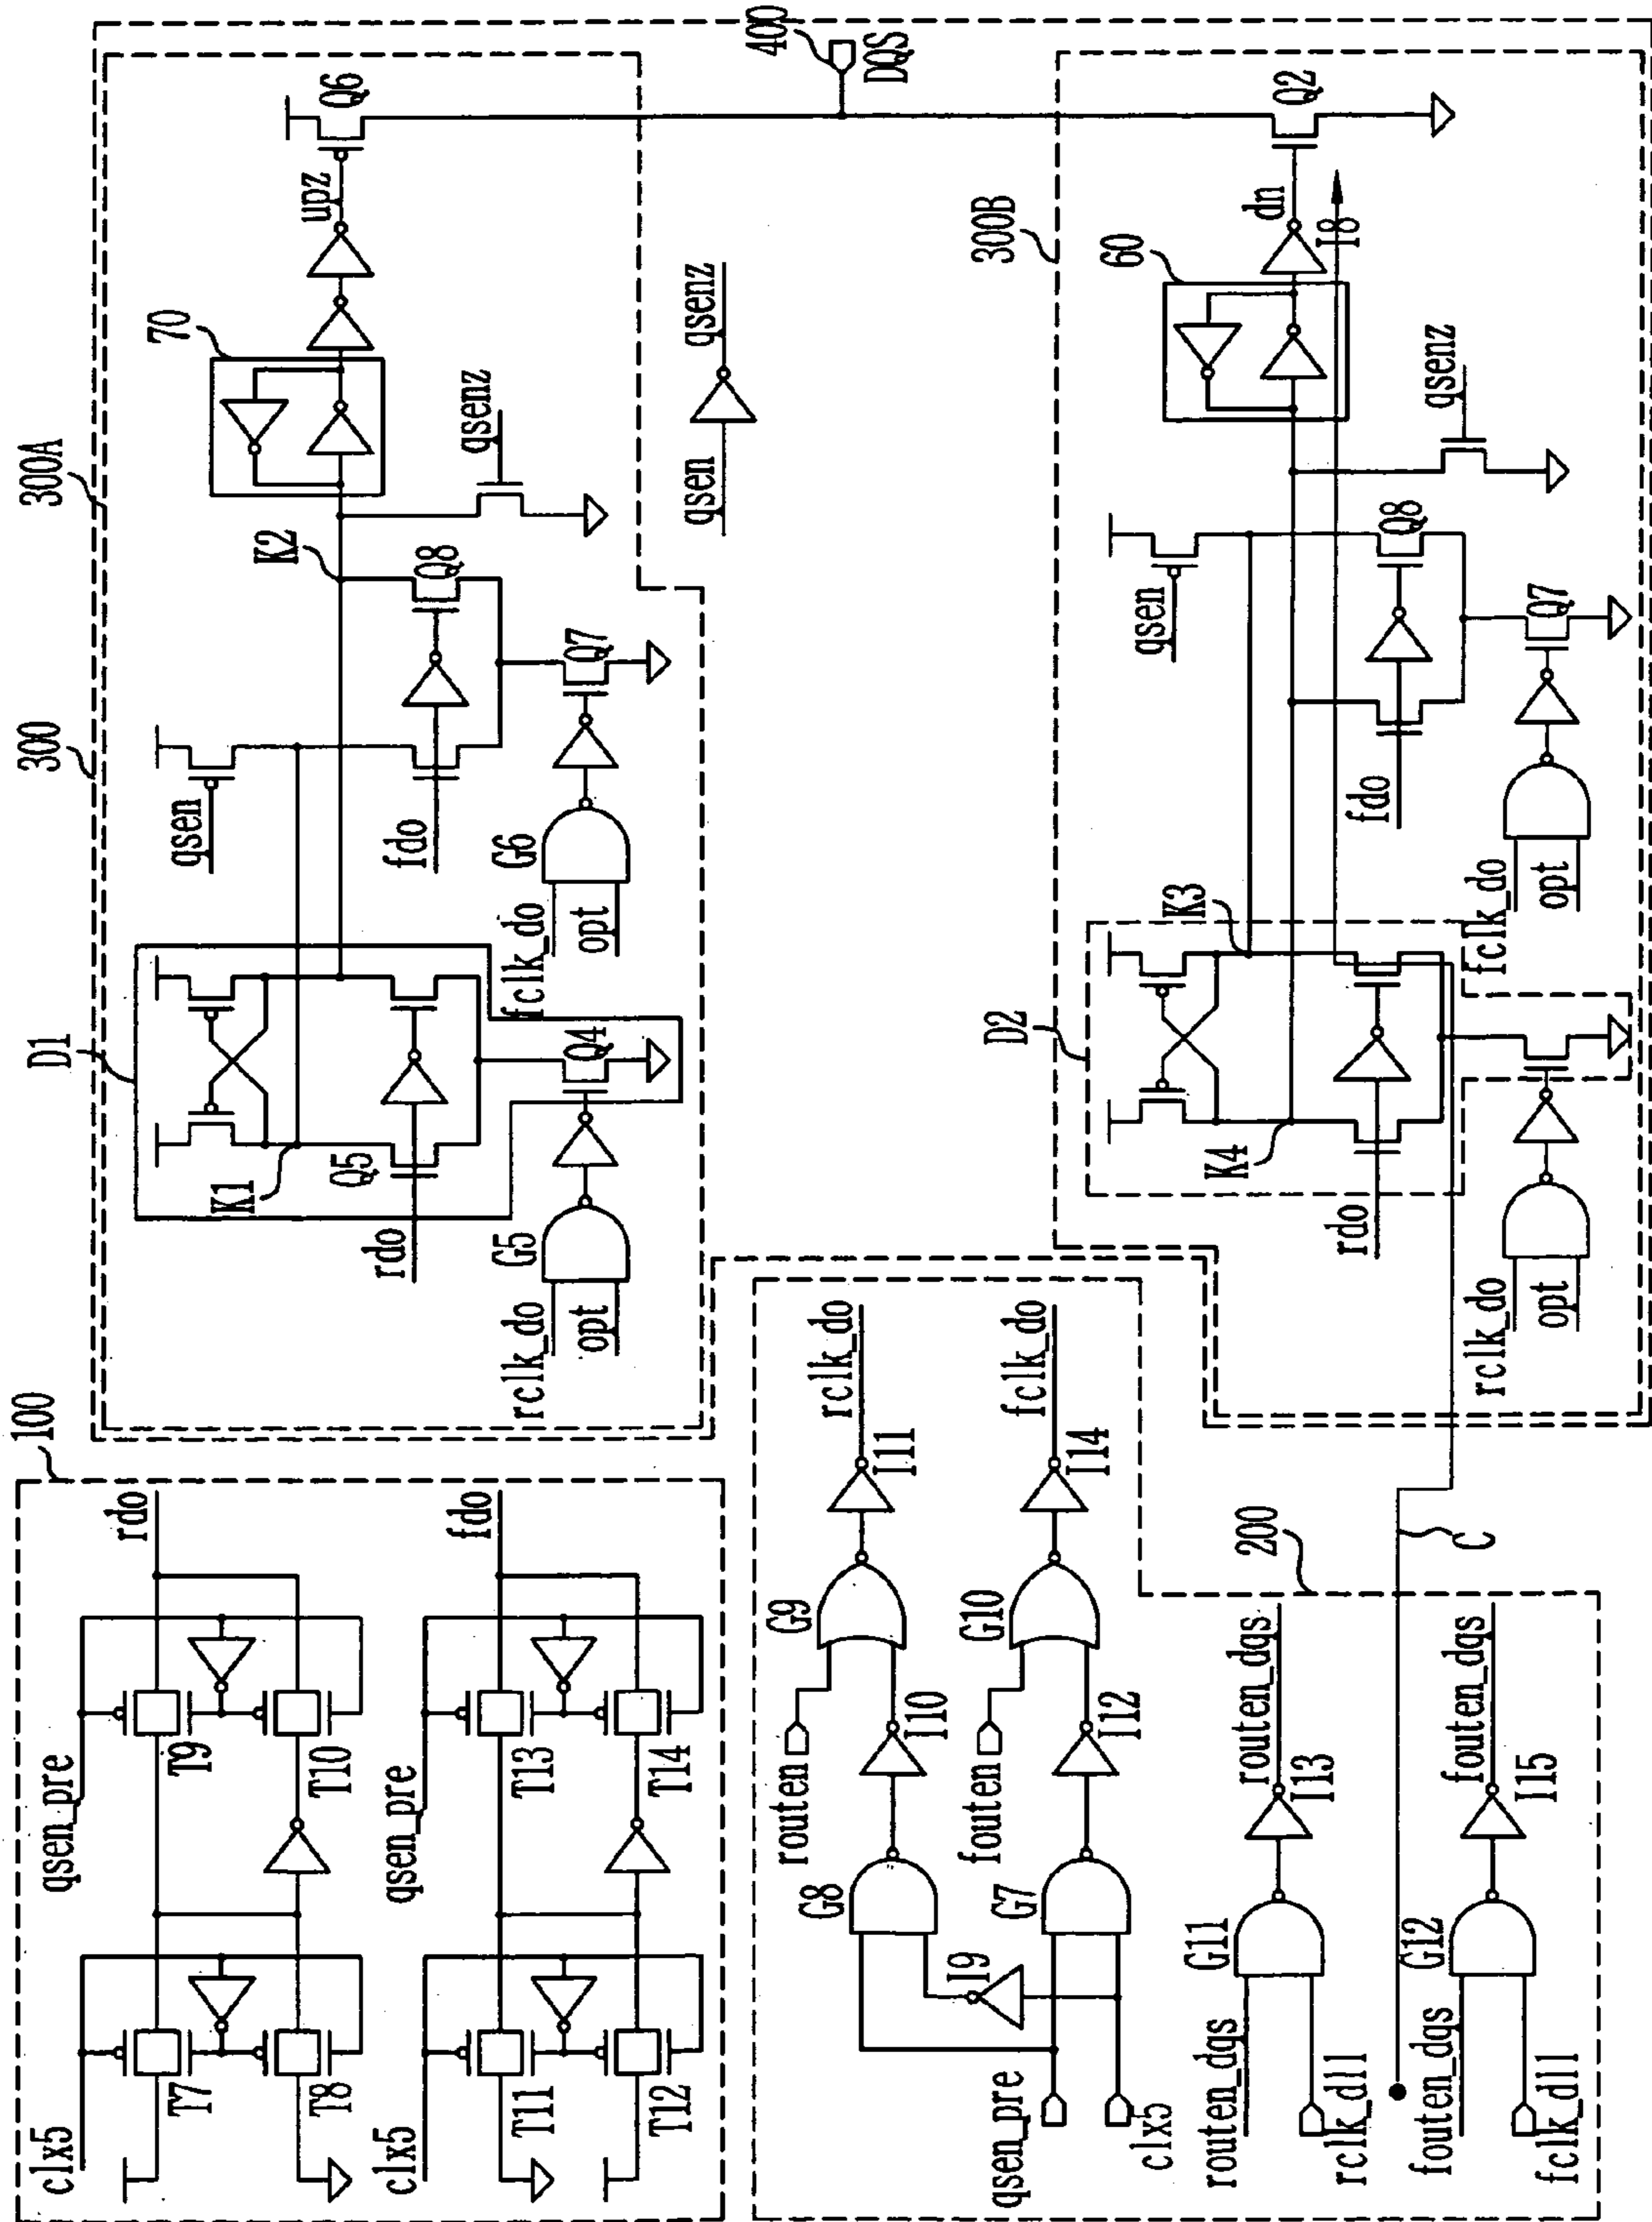 100
clx5
qsen_pre
T7
T9
rdo
T8
T10
clx5
qsen_pre
T11
T13
fdo
T12
T14
200
routen
G9
rclk_do
G8
I10
I11
fouten
G10
fclk_do
I9
G7
I12
I14
qsen_pre
clx5
routen_dqs
G11
routen_dqs
rclk_dll
I13
C
fouten_dqs
G12
fouten_dqs
fclk_dll
I15
300
300A
D1
qsen
70
K1
K2
upz
Q6
Q5
rdo
fdo
Q8
qsenz
G5
Q4
G6
Q7
rclk_do
opt
fclk_do
opt
qsen
qsenz
400
DQS
300B
D2
qsen
60
K4
K3
dn
Q2
I8
rdo
fdo
Q8
qsenz
Q7
rclk_do
opt
fclk_do
opt